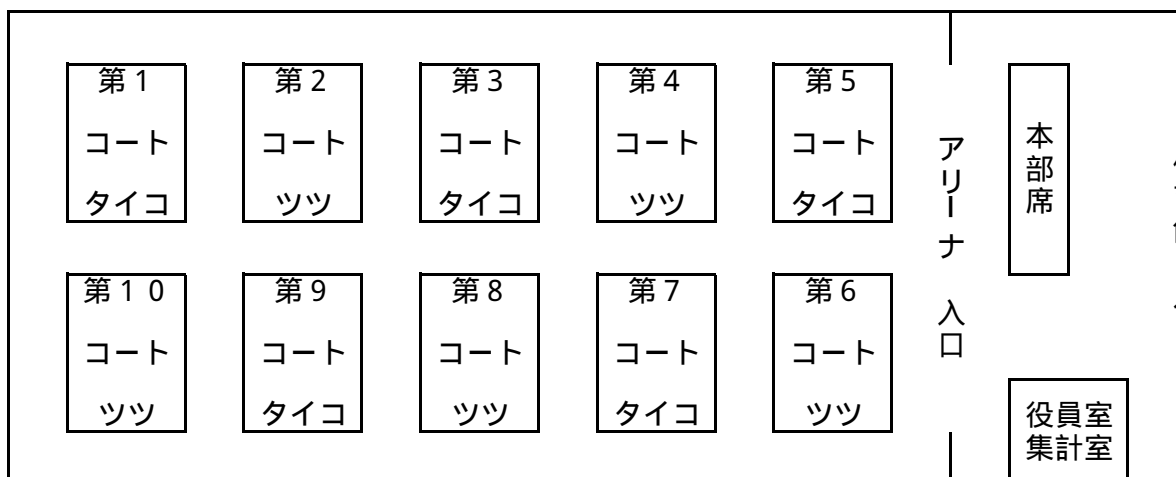 第1
コート
タイコ
第2
コート
ツツ
第3
コート
タイコ
第4
コート
ツツ
第5
コート
タイコ
アリーナ 入口
本部席
第10
コート
ツツ
第9
コート
タイコ
第8
コート
ツツ
第7
コート
タイコ
第6
コート
ツツ
役員室
集計室